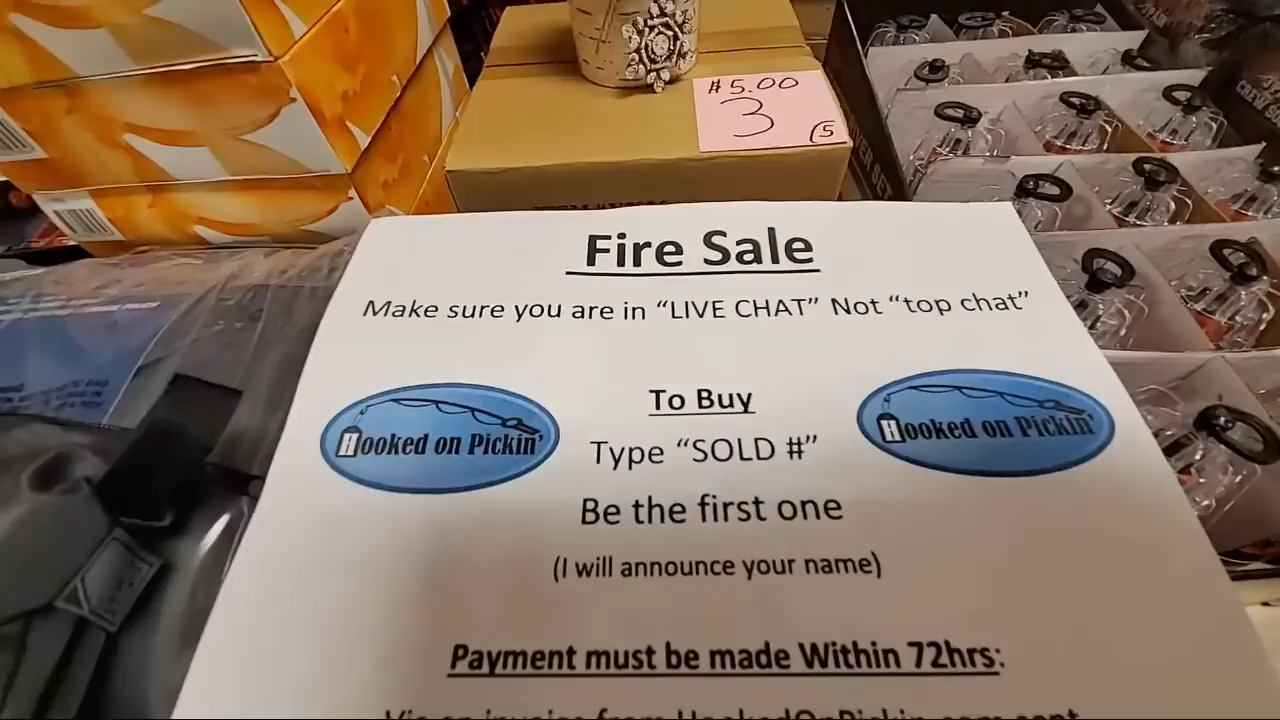 #5.00
3
(5
Fire Sale
Make sure you are in “LIVE CHAT” Not “top chat”
Hooked on Pickin'
To Buy
Hooked on Pickin'
Type “SOLD #”
Be the first one
(I will announce your name)
Payment must be made Within 72hrs: